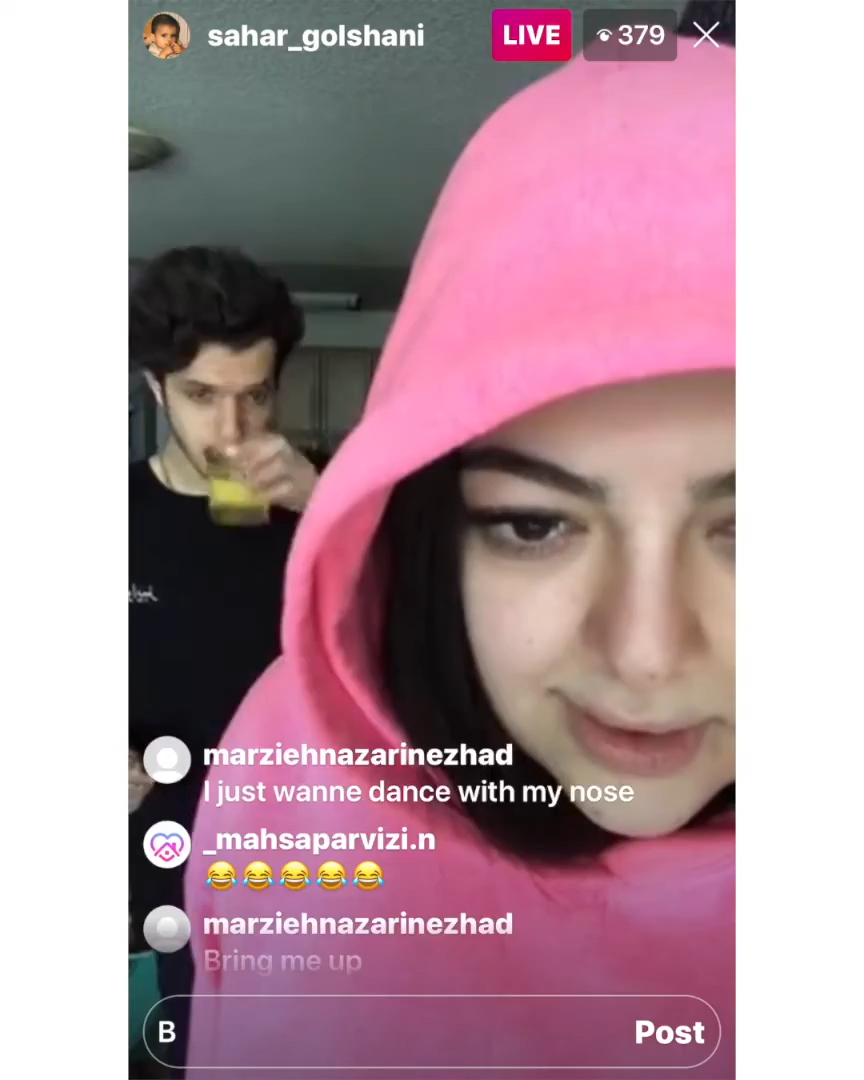 sahar_golshani
LIVE
379
marziehnazarinezhad
I just wanne dance with my nose
_mahsaparvizi.n
😂😂😂😂😂
marziehnazarinezhad
Bring me up
B
Post